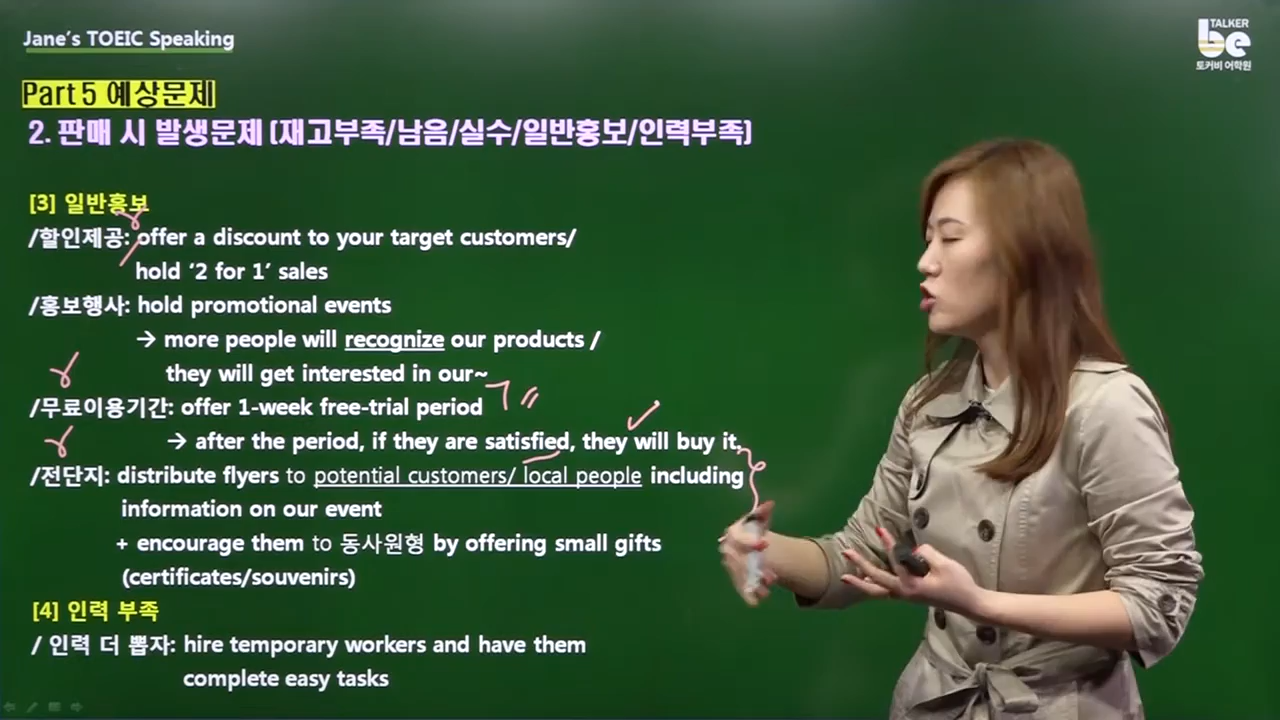 Jane's TOEIC Speaking
TALKER
be
토커비 어학원
Part 5 예상문제
2. 판매 시 발생문제 (재고부족/남음/실수/일반홍보/인력부족)
[3] 일반홍보
/할인제공: offer a discount to your target customers/
hold '2 for 1' sales
/홍보행사: hold promotional events
→ more people will recognize our products /
they will get interested in our~
/무료이용기간: offer 1-week free-trial period
→ after the period, if they are satisfied, they will buy it.
/전단지: distribute flyers to potential customers/ local people including
information on our event
+ encourage them to 동사원형 by offering small gifts
(certificates/souvenirs)
[4] 인력 부족
/ 인력 더 뽑자: hire temporary workers and have them
complete easy tasks